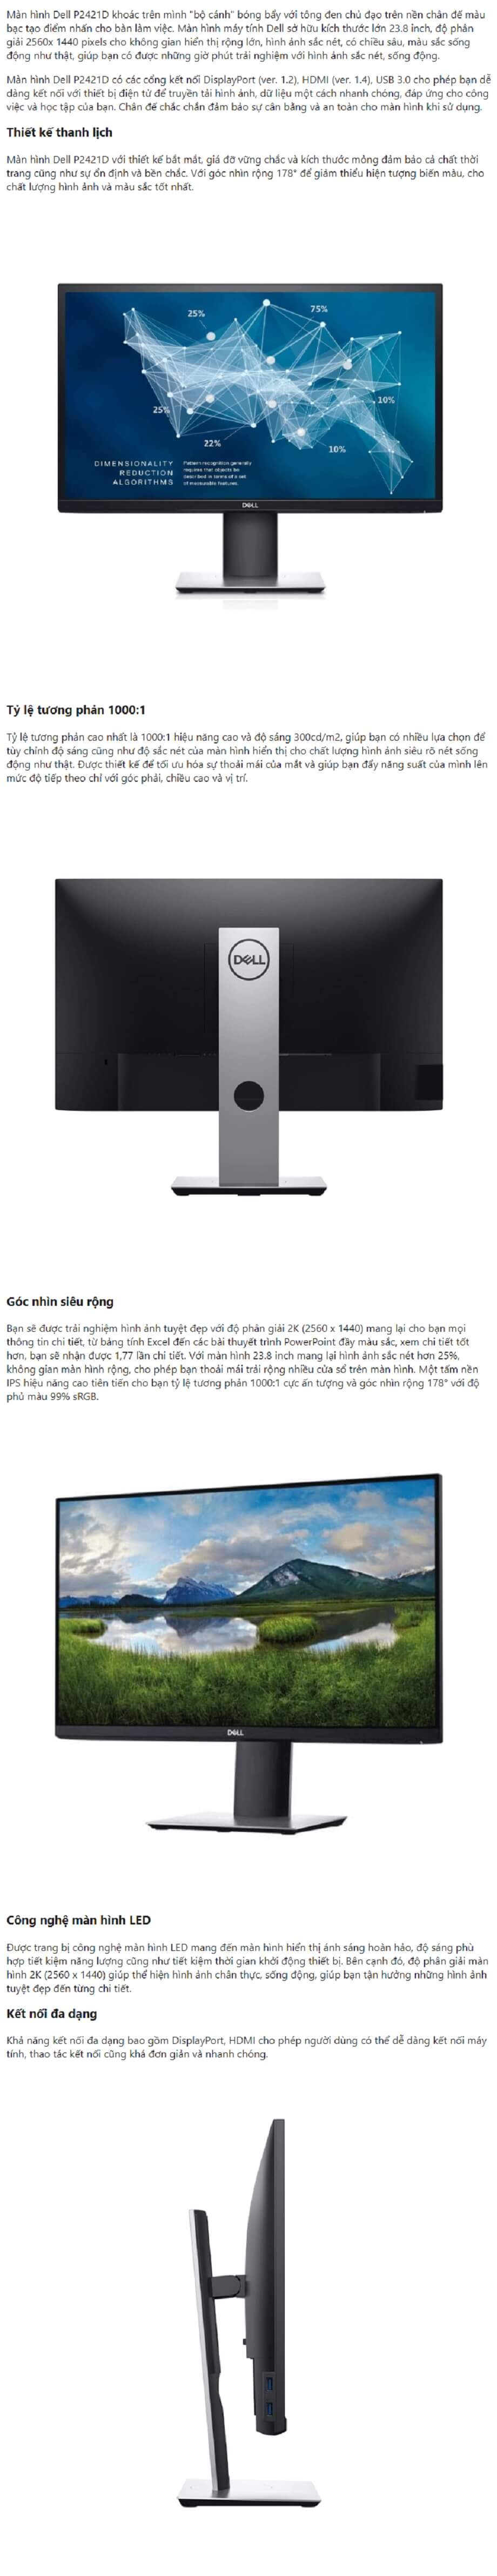 Màn hình Dell P2421D khoác trên mình "bộ cánh" bóng bẩy với tông đen chủ đạo trên nền chân đế màu
bạc tạo điểm nhấn cho bàn làm việc. Màn hình máy tính Dell sở hữu kích thước lớn 23.8 inch, độ phân
giải 2560x 1440 pixels cho không gian hiển thị rộng lớn, hình ảnh sắc nét, có chiều sâu, màu sắc sống
động như thật, giúp bạn có được những giờ phút trải nghiệm với hình ảnh sắc nét, sống động.
Màn hình Dell P2421D có các cổng kết nối DisplayPort (ver. 1.2), HDMI (ver. 1.4), USB 3.0 cho phép bạn dễ
dàng kết nối với thiết bị điện tử để truyền tải hình ảnh, dữ liệu một cách nhanh chóng, đáp ứng cho công
việc và học tập của bạn. Chân đế chắc chắn đảm bảo sự cân bằng và an toàn cho màn hình khi sử dụng.
Thiết kế thanh lịch
Màn hình Dell P2421D với thiết kế bắt mắt, giá đỡ vững chắc và kích thước mỏng đảm bảo cả chất thời
trang cũng như sự ổn định và bền chắc. Với góc nhìn rộng 178° để giảm thiểu hiện tượng biến màu, cho
chất lượng hình ảnh và màu sắc tốt nhất.
25%
75%
25%
10%
22%
10%
DIMENSIONALITY
REDUCTION
ALGORITHMS
Pattern recognition generally
requires that objects be
described in terms of a set
of measurable features.
DELL
Tỷ lệ tương phản 1000:1
Tỷ lệ tương phản cao nhất là 1000:1 hiệu năng cao và độ sáng 300cd/m2, giúp bạn có nhiều lựa chọn để
tùy chỉnh độ sáng cũng như độ sắc nét của màn hình hiển thị cho chất lượng hình ảnh siêu rõ nét sống
động như thật. Được thiết kế để tối ưu hóa sự thoải mái của mắt và giúp bạn đẩy năng suất của mình lên
mức độ tiếp theo chỉ với góc phải, chiều cao và vị trí.
DELL
Góc nhìn siêu rộng
Bạn sẽ được trải nghiệm hình ảnh tuyệt đẹp với độ phân giải 2K (2560 x 1440) mang lại cho bạn mọi
thông tin chi tiết, từ bảng tính Excel đến các bài thuyết trình PowerPoint đầy màu sắc, xem chi tiết tốt
hơn, bạn sẽ nhận được 1,77 lần chi tiết. Với màn hình 23.8 inch mang lại hình ảnh sắc nét hơn 25%,
không gian màn hình rộng, cho phép bạn thoải mái trải rộng nhiều cửa sổ trên màn hình. Một tấm nền
IPS hiệu năng cao tiên tiến cho bạn tỷ lệ tương phản 1000:1 cực ấn tượng và góc nhìn rộng 178° với độ
phủ màu 99% sRGB.
DELL
Công nghệ màn hình LED
Được trang bị công nghệ màn hình LED mang đến màn hình hiển thị ánh sáng hoàn hảo, độ sáng phù
hợp tiết kiệm năng lượng cũng như tiết kiệm thời gian khởi động thiết bị. Bên cạnh đó, độ phân giải màn
hình 2K (2560 x 1440) giúp thể hiện hình ảnh chân thực, sống động, giúp bạn tận hưởng những hình ảnh
tuyệt đẹp đến từng chi tiết.
Kết nối đa dạng
Khả năng kết nối đa dạng bao gồm DisplayPort, HDMI cho phép người dùng có thể dễ dàng kết nối máy
tính, thao tác kết nối cũng khá đơn giản và nhanh chóng.